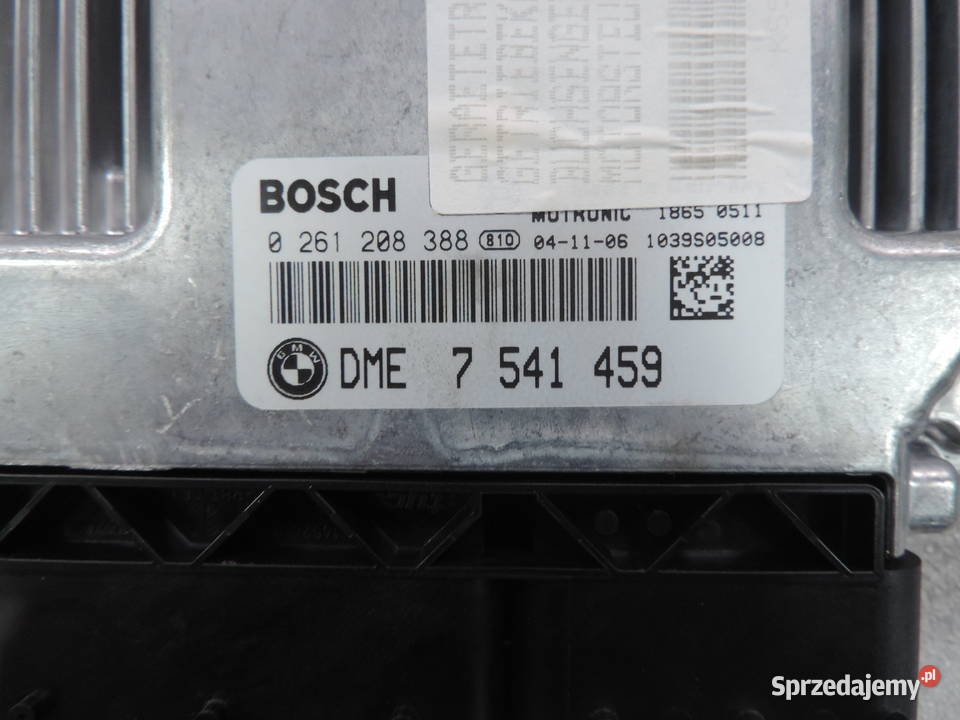 BOSCH
MOTRONIC 1865 0511
0 261 208 388 810 04-11-06 1039S05008
BMW
DME 7 541 459
Sprzedajemy.pl